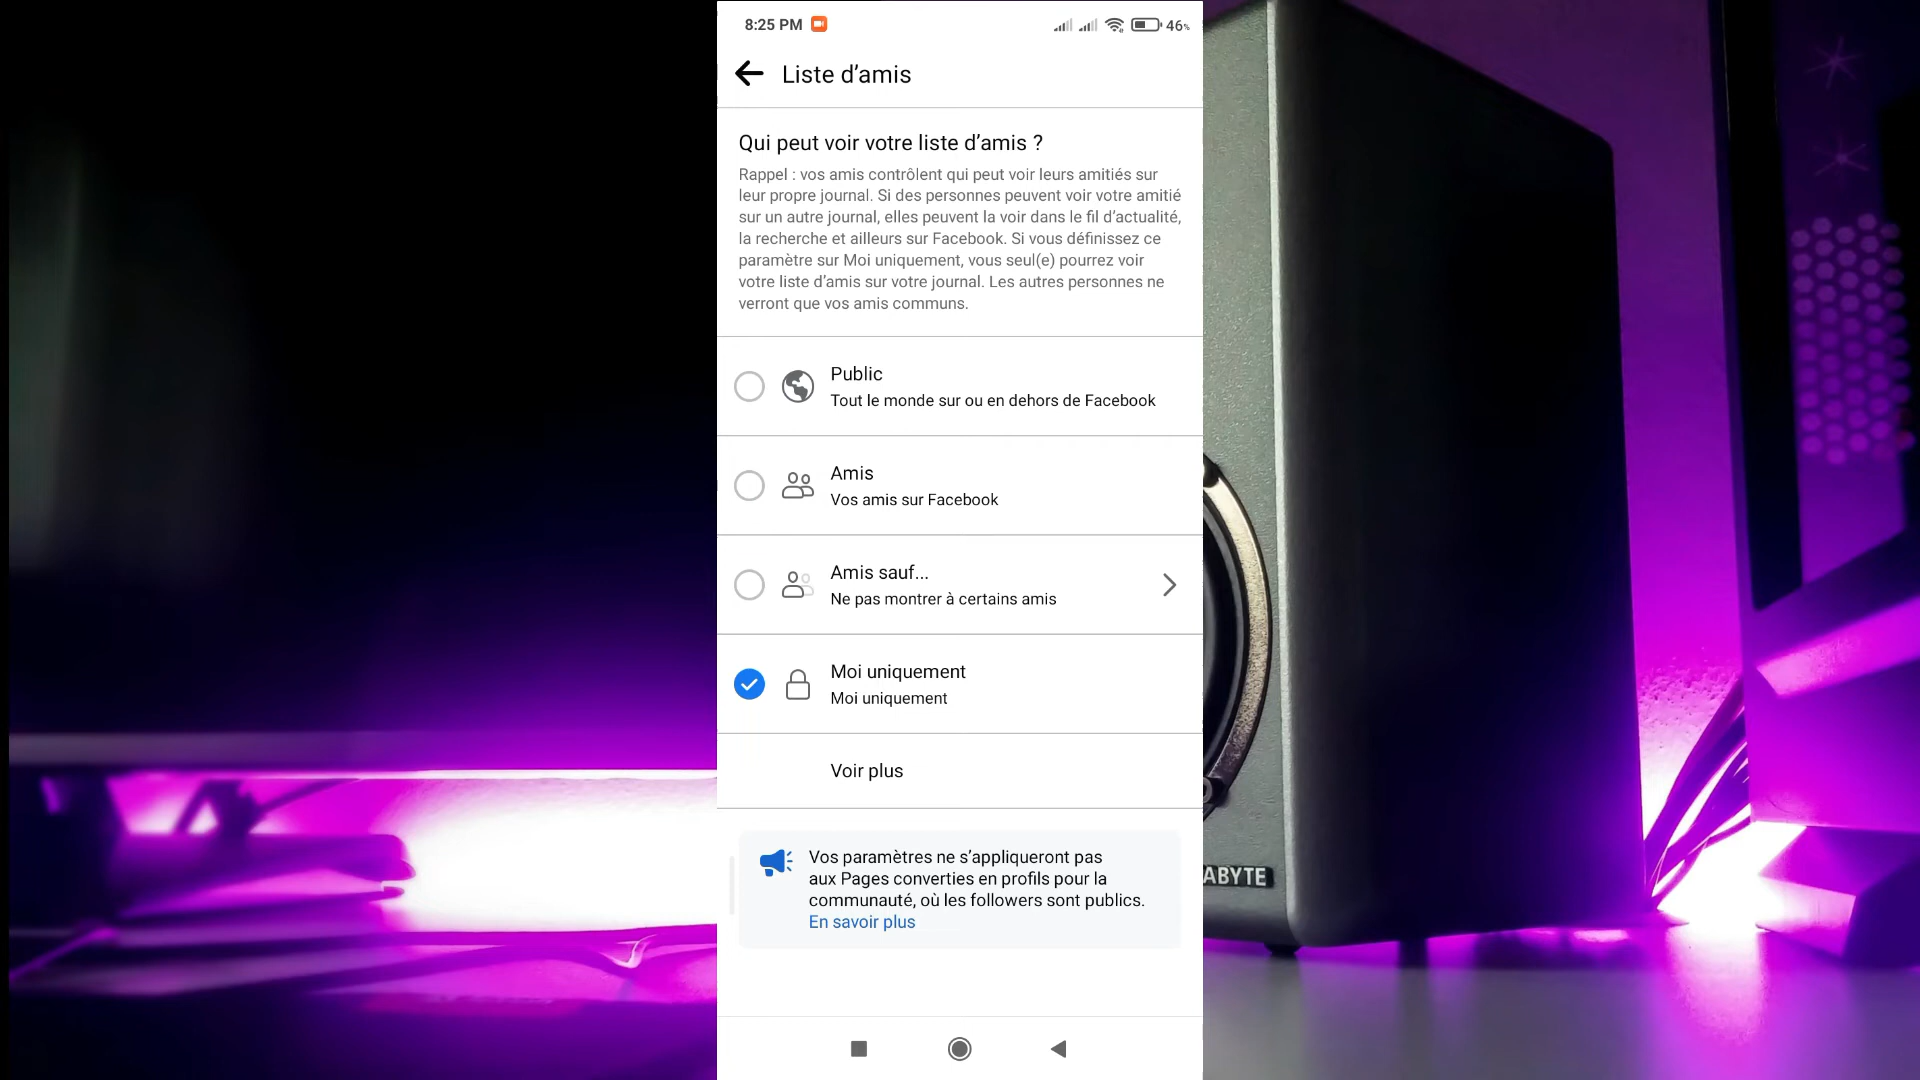 8:25 PM
46%
Liste d’amis
Qui peut voir votre liste d’amis ?
Rappel : vos amis contrôlent qui peut voir leurs amitiés sur
leur propre journal. Si des personnes peuvent voir votre amitié
sur un autre journal, elles peuvent la voir dans le fil d’actualité,
la recherche et ailleurs sur Facebook. Si vous définissez ce
paramètre sur Moi uniquement, vous seul(e) pourrez voir
votre liste d’amis sur votre journal. Les autres personnes ne
verront que vos amis communs.
Public
Tout le monde sur ou en dehors de Facebook
Amis
Vos amis sur Facebook
Amis sauf...
Ne pas montrer à certains amis
Moi uniquement
Moi uniquement
Voir plus
Vos paramètres ne s’appliqueront pas
aux Pages converties en profils pour la
communauté, où les followers sont publics.
En savoir plus
ABYTE